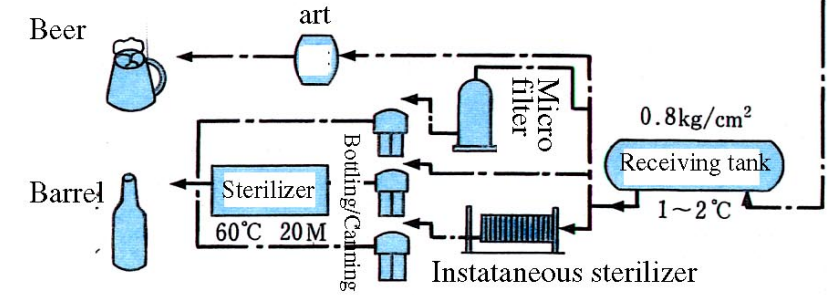 art
Beer
Micro
filter
0.8kg/cm²
Receiving tank
1~2℃
Bottling/Canning
Barrel
Sterilizer
60℃ 20M
Instataneous sterilizer